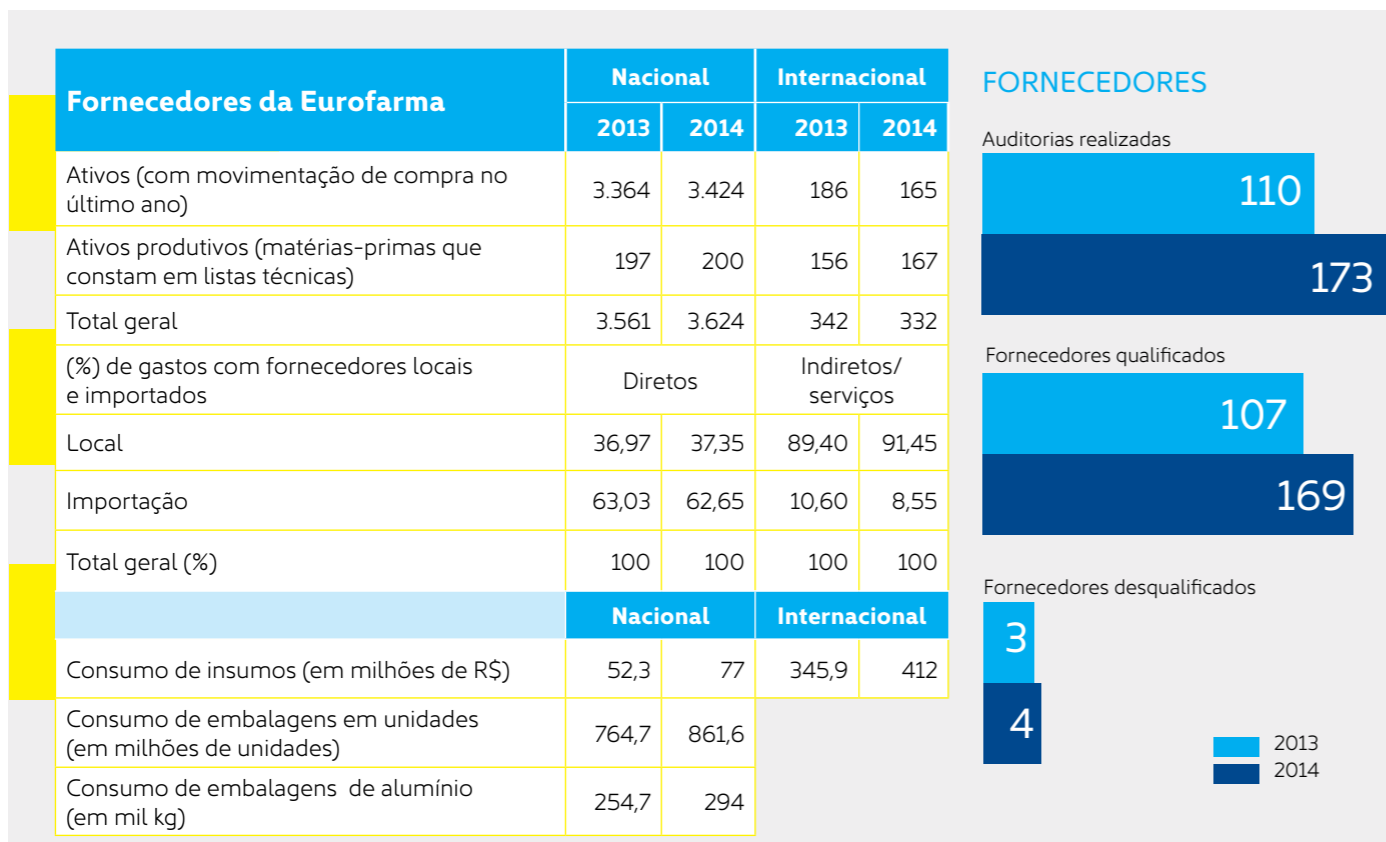 Fornecedores da Eurofarma
Nacional Internacional
2013 2014 2013 2014
Ativos (com movimentação de compra no
último ano)
3.364 3.424 186 165
Ativos produtivos (matérias-primas que
constam em listas técnicas)
197 200 156 167
Total geral 3.561 3.624 342 332
(%) de gastos com fornecedores locais
e importados
Diretos
Indiretos/
serviços
Local 36,97 37,35 89,40 91,45
Importação 63,03 62,65 10,60 8,55
Total geral (%) 100 100 100 100
Nacional Internacional
Consumo de insumos (em milhões de R$) 52,3 77 345,9 412
Consumo de embalagens em unidades
(em milhões de unidades)
764,7 861,6
Consumo de embalagens de alumínio
(em mil kg)
254,7 294
FORNECEDORES
Auditorias realizadas
110
173
Fornecedores qualificados
107
169
Fornecedores desqualificados
3
4
2013
2014